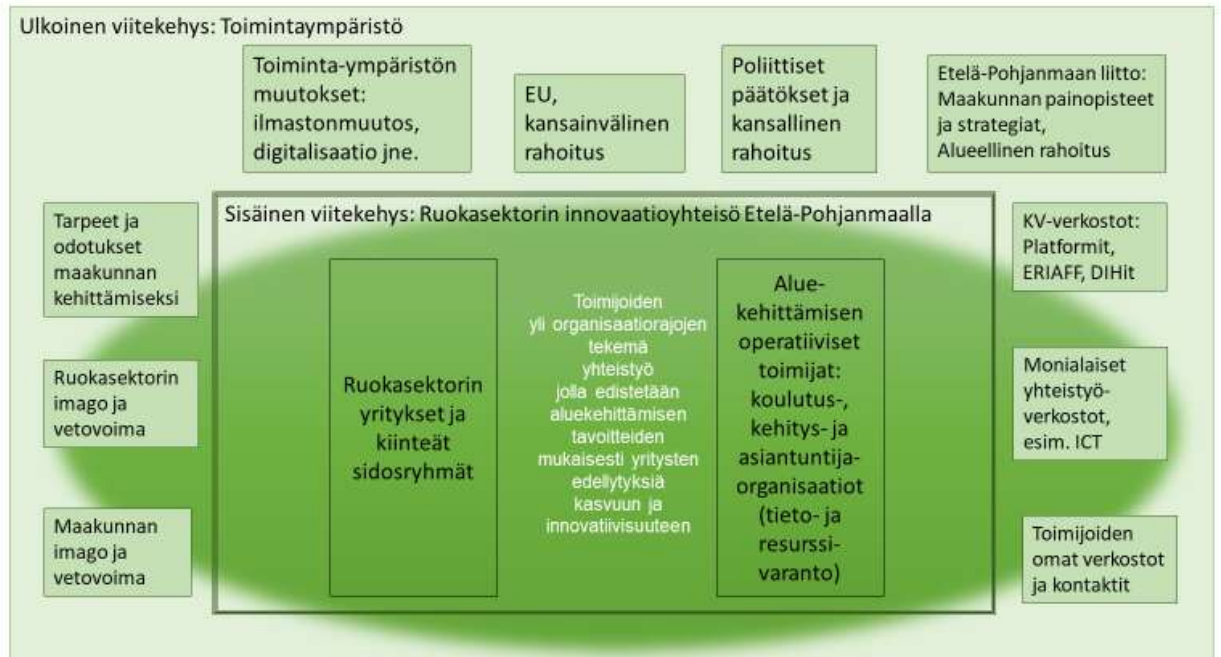 Ulkoinen viitekehys: Toimintaympäristö
Toiminta-ympäristön
muutokset:
ilmastonmuutos,
digitalisaatio jne.
EU,
kansainvälinen
rahoitus
Poliittiset
päätökset ja
kansallinen
rahoitus
Etelä-Pohjanmaan liitto:
Maakunnan painopisteet
ja strategiat,
Alueellinen rahoitus
Tarpeet ja
odotukset
maakunnan
kehittämiseksi
Ruokasektorin
imago ja
vetovoima
Maakunnan
imago ja
vetovoima
Sisäinen viitekehys: Ruokasektorin innovaatioyhteisö Etelä-Pohjanmaalla
Ruokasektorin
yritykset ja
kiinteät
sidosryhmät
Toimijoiden
yli organisaatiorajojen
tekemä
yhteistyö
jolla edistetään
aluekehittämisen
tavoitteiden
mukaisesti yritysten
edellytyksiä
kasvuun ja
innovatiivisuuteen
Alue-
kehittämisen
operatiiviset
toimijat:
koulutus-,
kehitys- ja
asiantuntija-
organisaatiot
(tieto- ja
resurssi-
varanto)
KV-verkostot:
Platformit,
ERIAFF, DIHit
Monialaiset
yhteistyö-
verkostot,
esim. ICT
Toimijoiden
omat verkostot
ja kontaktit